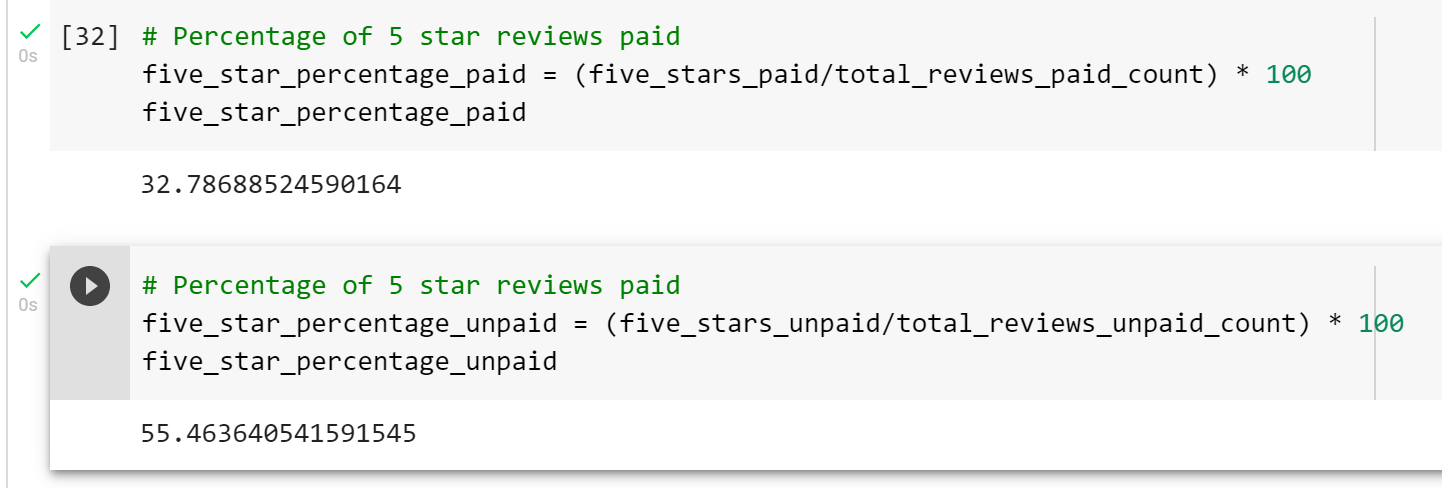 [32] # Percentage of 5 star reviews paid
0s
five_star_percentage_paid = (five_stars_paid/total_reviews_paid_count) * 100
five_star_percentage_paid
32.78688524590164
# Percentage of 5 star reviews paid
0s
five_star_percentage_unpaid = (five_stars_unpaid/total_reviews_unpaid_count) * 100
five_star_percentage_unpaid
55.463640541591545